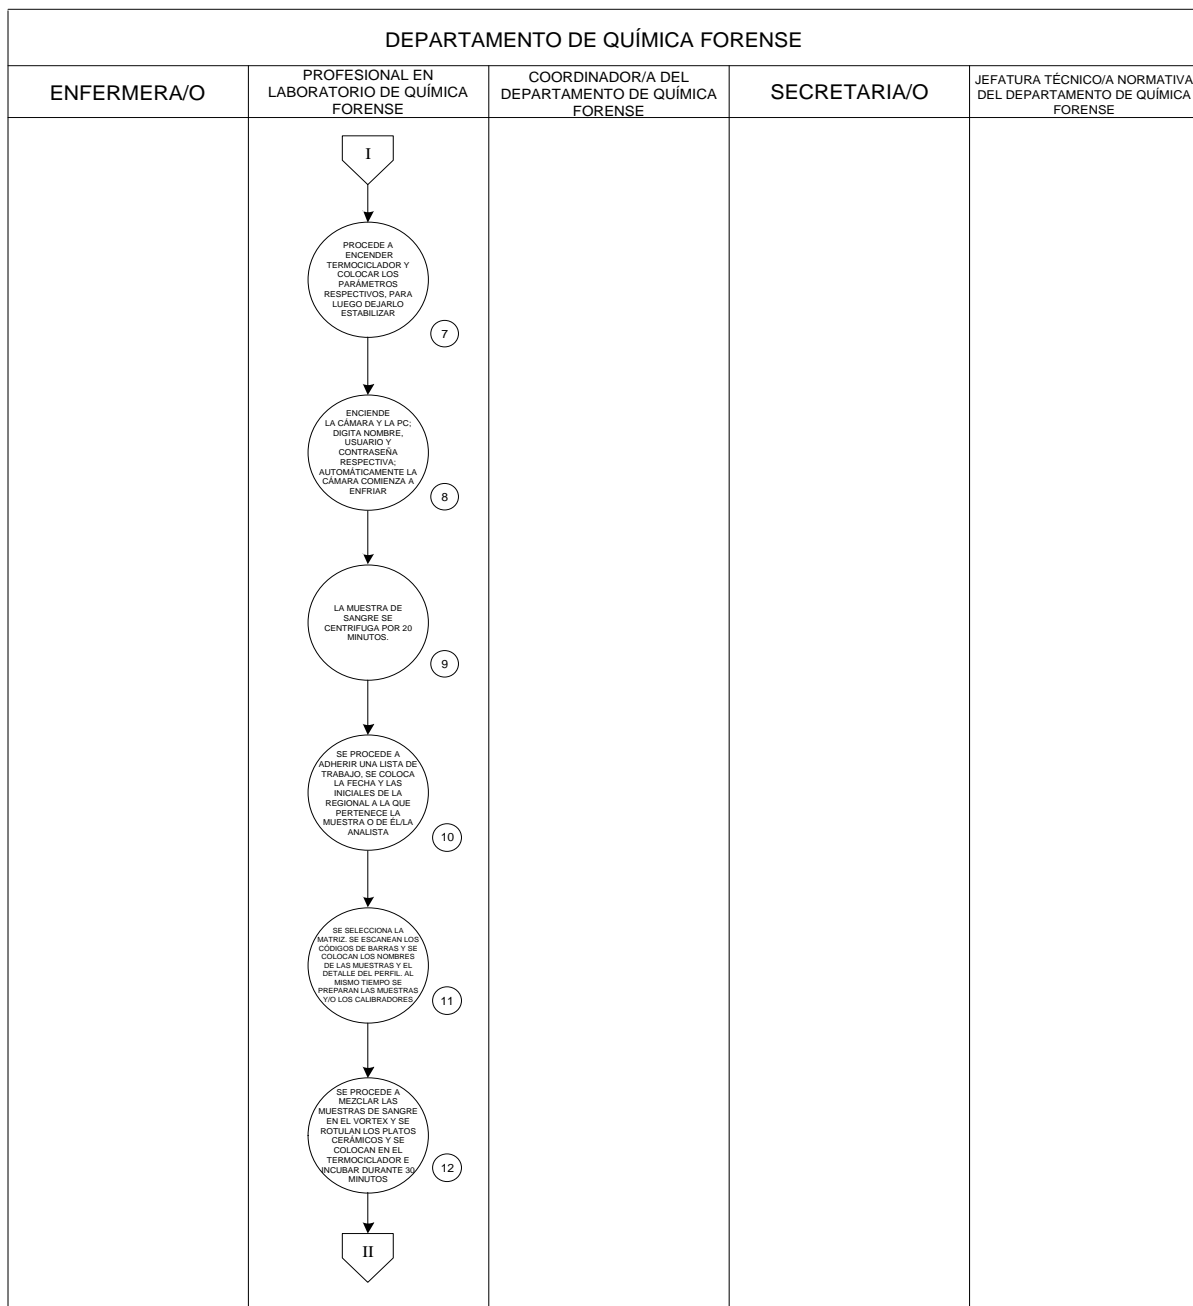 DEPARTAMENTO DE QUÍMICA FORENSE
ENFERMERA/O
PROFESIONAL EN
LABORATORIO DE QUÍMICA
FORENSE
COORDINADOR/A DEL
DEPARTAMENTO DE QUÍMICA
FORENSE
SECRETARIA/O
JEFATURA TÉCNICO/A NORMATIVA
DEL DEPARTAMENTO DE QUÍMICA
FORENSE
I
PROCEDE A
ENCENDER
TERMOCICLADOR Y
COLOCAR LOS
PARÁMETROS
RESPECTIVOS, PARA
LUEGO DEJARLO
ESTABILIZAR
7
ENCIENDE
LA CÁMARA Y LA PC;
DIGITA NOMBRE,
USUARIO Y
CONTRASEÑA
RESPECTIVA;
AUTOMÁTICAMENTE LA
CÁMARA COMIENZA A
ENFRIAR
8
LA MUESTRA DE
SANGRE SE
CENTRIFUGA POR 20
MINUTOS.
9
SE PROCEDE A
ADHERIR UNA LISTA DE
TRABAJO, SE COLOCA
LA FECHA Y LAS
INICIALES DE LA
REGIONAL A LA QUE
PERTENECE LA
MUESTRA O DE ÉL/LA
ANALISTA
10
SE SELECCIONA LA
MATRIZ. SE ESCANEAN LOS
CÓDIGOS DE BARRAS Y SE
COLOCAN LOS NOMBRES
DE LAS MUESTRAS Y EL
DETALLE DEL PERFIL. AL
MISMO TIEMPO SE
PREPARAN LAS MUESTRAS
Y/O LOS CALIBRADORES
11
SE PROCEDE A
MEZCLAR LAS
MUESTRAS DE SANGRE
EN EL VORTEX Y SE
ROTULAN LOS PLATOS
CERÁMICOS Y SE
COLOCAN EN EL
TERMOCICLADOR E
INCUBAR DURANTE 30
MINUTOS
12
II